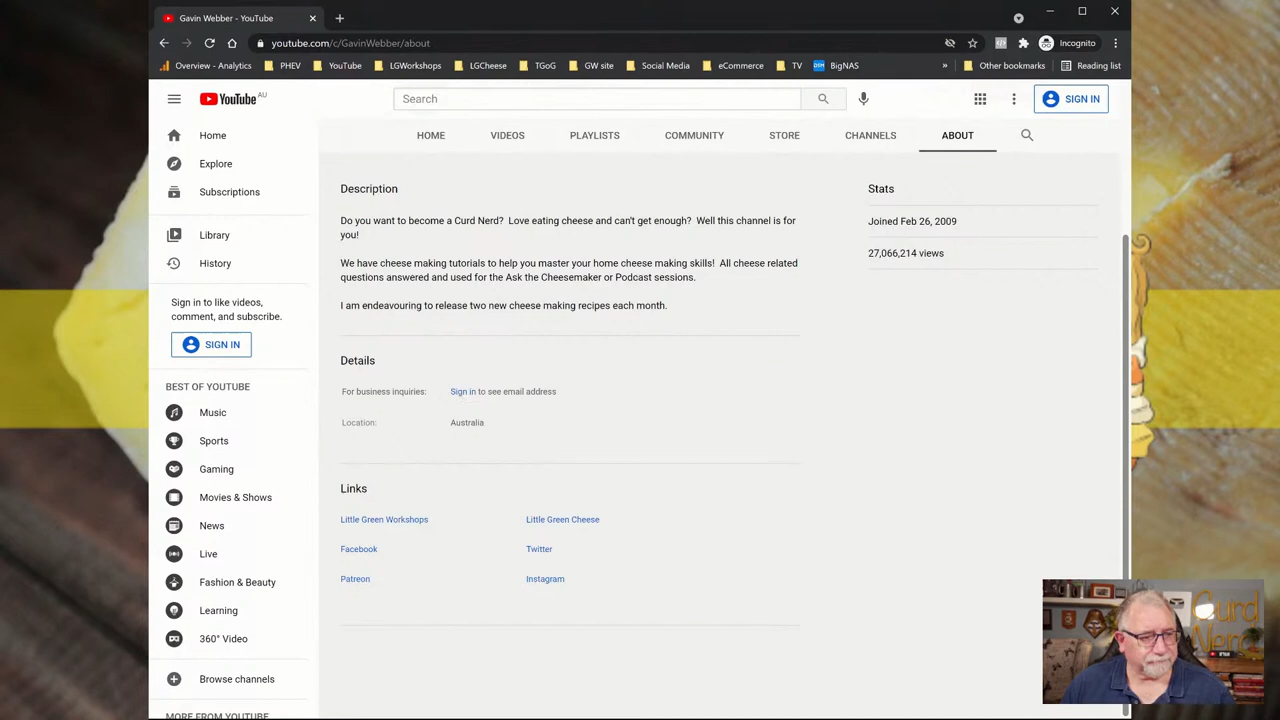 Gavin Webber - YouTube
youtube.com/c/GavinWebber/about
Incognito
Overview - Analytics
PHEV
YouTube
LGWorkshops
LGCheese
TGoG
GW site
Social Media
eCommerce
TV
DSM
BigNAS
»
Other bookmarks
Reading list
YouTube AU
Search
SIGN IN
HOME
VIDEOS
PLAYLISTS
COMMUNITY
STORE
CHANNELS
ABOUT
Home
Explore
Subscriptions
Library
History
Sign in to like videos,
comment, and subscribe.
SIGN IN
BEST OF YOUTUBE
Music
Sports
Gaming
Movies & Shows
News
Live
Fashion & Beauty
Learning
360° Video
Browse channels
MORE FROM YOUTUBE
Description
Do you want to become a Curd Nerd? Love eating cheese and can't get enough? Well this channel is for
you!
We have cheese making tutorials to help you master your home cheese making skills! All cheese related
questions answered and used for the Ask the Cheesemaker or Podcast sessions.
I am endeavouring to release two new cheese making recipes each month.
Details
For business inquiries:
Sign in to see email address
Location:
Australia
Links
Little Green Workshops
Little Green Cheese
Facebook
Twitter
Patreon
Instagram
Stats
Joined Feb 26, 2009
27,066,214 views
Curd
Nerd